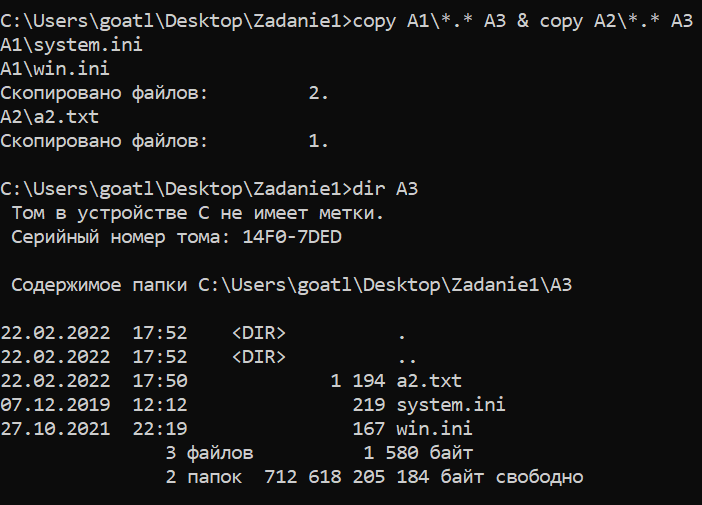 C:\Users\goatl\Desktop\Zadanie1>copy A1\*.* A3 & copy A2\*.* A3
A1\system.ini
A1\win.ini
Скопировано файлов:         2.
A2\a2.txt
Скопировано файлов:         1.

C:\Users\goatl\Desktop\Zadanie1>dir A3
 Том в устройстве C не имеет метки.
 Серийный номер тома: 14F0-7DED

 Содержимое папки C:\Users\goatl\Desktop\Zadanie1\A3

22.02.2022  17:52    <DIR>          .
22.02.2022  17:52    <DIR>          ..
22.02.2022  17:50             1 194 a2.txt
07.12.2019  12:12               219 system.ini
27.10.2021  22:19               167 win.ini
               3 файлов          1 580 байт
               2 папок  712 618 205 184 байт свободно